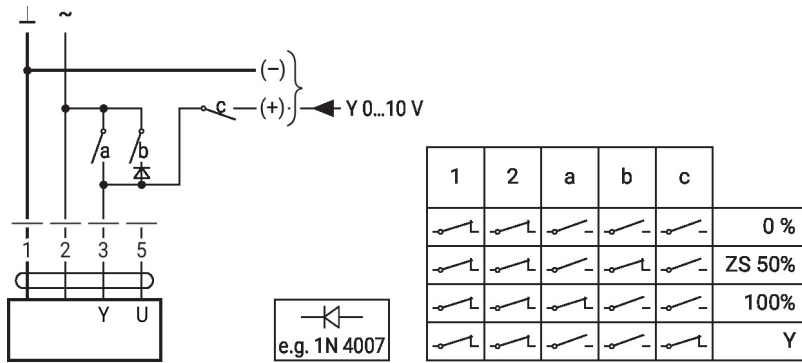 ⊥ ~
(–)
c (+) Y 0...10 V
a b
1 2 3 5
Y U
e.g. 1N 4007
1 2 a b c
0 %
ZS 50%
100%
Y